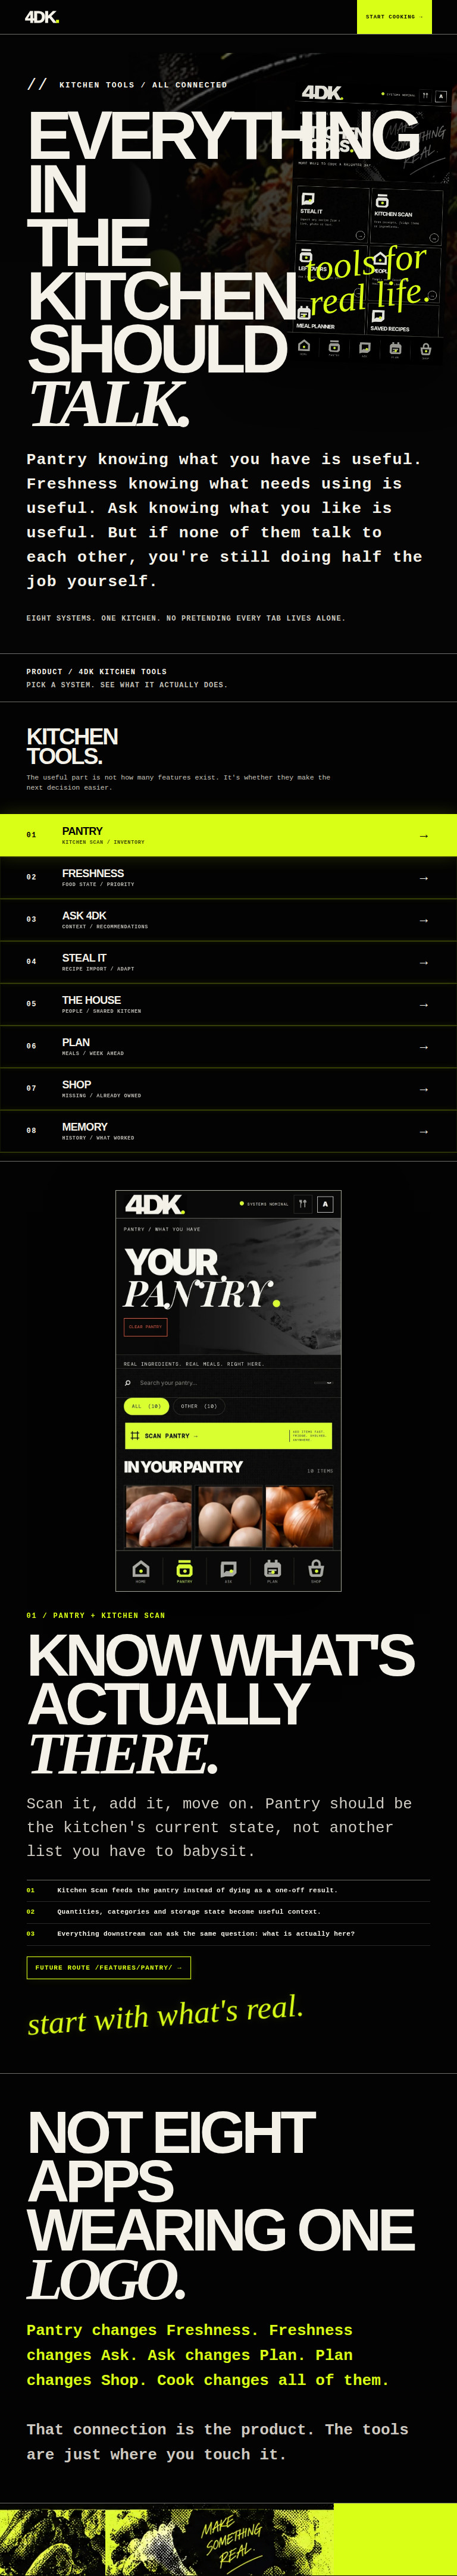 4DK.
START COOKING →
// KITCHEN TOOLS / ALL CONNECTED
EVERYTHING
IN
THE
KITCHEN
SHOULD
TALK.
4DK.
SYSTEMS NOMINAL
A
MAKE
SOMETHING
REAL
STEAL IT
KITCHEN SCAN
MEAL PLANNER
SAVED RECIPES
tools for
real life.
Pantry knowing what you have is useful.
Freshness knowing what needs using is
useful. Ask knowing what you like is
useful. But if none of them talk to
each other, you're still doing half the
job yourself.
EIGHT SYSTEMS. ONE KITCHEN. NO PRETENDING EVERY TAB LIVES ALONE.
PRODUCT / 4DK KITCHEN TOOLS
PICK A SYSTEM. SEE WHAT IT ACTUALLY DOES.
KITCHEN
TOOLS.
The useful part is not how many features exist. It's whether they make the
next decision easier.
01 PANTRY →
KITCHEN SCAN / INVENTORY
02 FRESHNESS →
FOOD STATE / PRIORITY
03 ASK 4DK →
CONTEXT / RECOMMENDATIONS
04 STEAL IT →
RECIPE IMPORT / ADAPT
05 THE HOUSE →
PEOPLE / SHARED KITCHEN
06 PLAN →
MEALS / WEEK AHEAD
07 SHOP →
MISSING / ALREADY OWNED
08 MEMORY →
HISTORY / WHAT WORKED
4DK.
SYSTEMS NOMINAL
A
PANTRY / WHAT YOU HAVE
YOUR
PANTRY.
CLEAR PANTRY
REAL INGREDIENTS. REAL MEALS. RIGHT HERE.
Search your pantry...
ALL (10) OTHER (10)
SCAN PANTRY →
IN YOUR PANTRY
10 ITEMS
HOME PANTRY ASK PLAN SHOP
01 / PANTRY + KITCHEN SCAN
KNOW WHAT'S
ACTUALLY
THERE.
Scan it, add it, move on. Pantry should be
the kitchen's current state, not another
list you have to babysit.
01 Kitchen Scan feeds the pantry instead of dying as a one-off result.
02 Quantities, categories and storage state become useful context.
03 Everything downstream can ask the same question: what is actually here?
FUTURE ROUTE /FEATURES/PANTRY/ →
start with what's real.
NOT EIGHT
APPS
WEARING ONE
LOGO.
Pantry changes Freshness. Freshness
changes Ask. Ask changes Plan. Plan
changes Shop. Cook changes all of them.
That connection is the product. The tools
are just where you touch it.
MAKE
SOMETHING
REAL